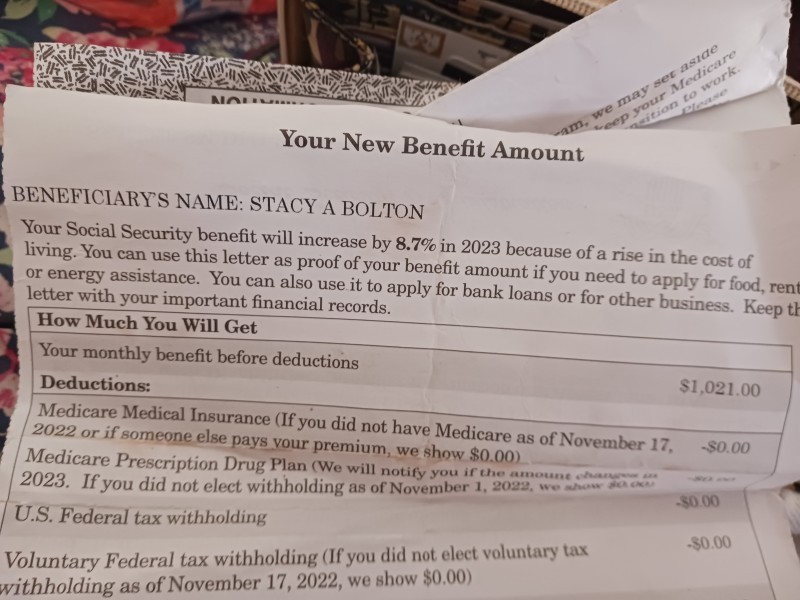 am, we may set aside
keep your Medicare
to work.
Please
Your New Benefit Amount
BENEFICIARY'S NAME: STACY A BOLTON
Your Social Security benefit will increase by 8.7% in 2023 because of a rise in the cost of
living. You can use this letter as proof of your benefit amount if you need to apply for food, rent
or energy assistance. You can also use it to apply for bank loans or for other business. Keep th
letter with your important financial records.
How Much You Will Get
Your monthly benefit before deductions $1,021.00
Deductions:
Medicare Medical Insurance (If you did not have Medicare as of November 17, -$0.00
2022 or if someone else pays your premium, we show $0.00)
Medicare Prescription Drug Plan (We will notify you if the amount changes in -$0.00
2023. If you did not elect withholding as of November 1, 2022, we show $0.00)
U.S. Federal tax withholding -$0.00
Voluntary Federal tax withholding (If you did not elect voluntary tax -$0.00
withholding as of November 17, 2022, we show $0.00)